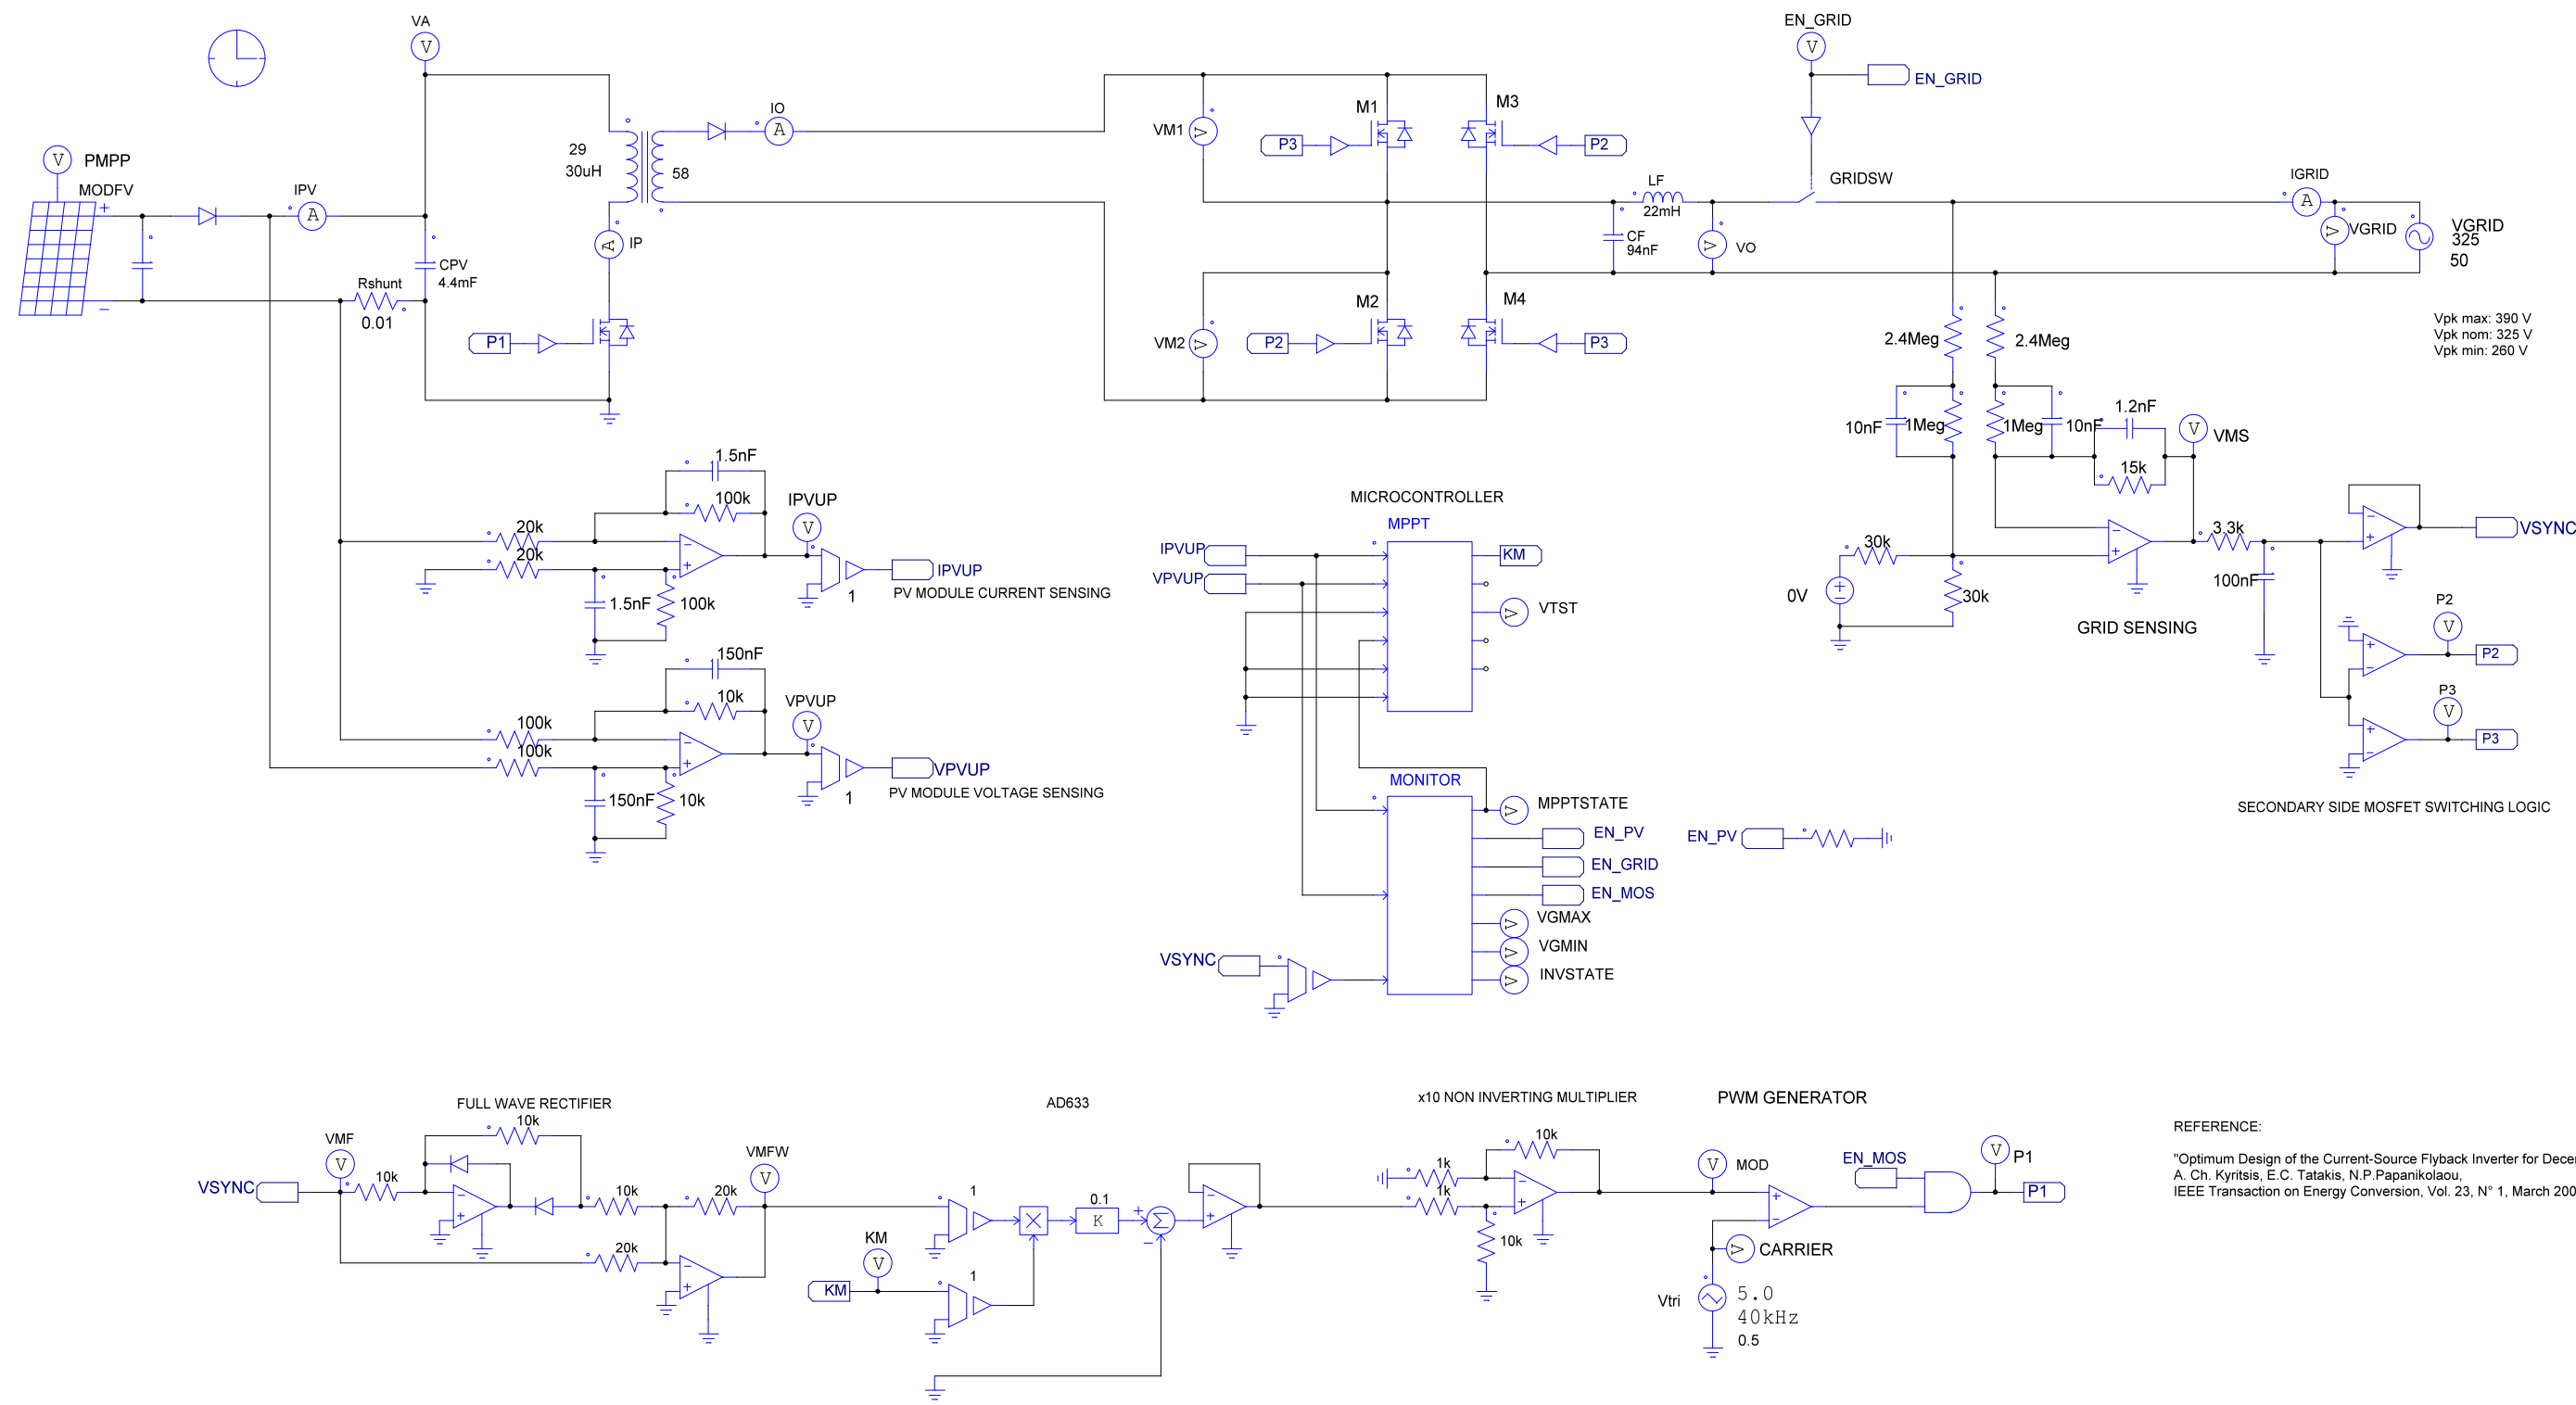 VA
V
EN_GRID
V
EN_GRID
V
PMPP
MODFV
+
−
IPV
A
29
30uH
58
IO
A
A
IP
CPV
4.4mF
Rshunt
0.01
P1
VM1
V
M1
P3
M3
P2
VM2
V
M2
P2
M4
P3
CF
94nF
LF
22mH
V
VO
GRIDSW
IGRID
A
V
VGRID
VGRID
325
50
Vpk max: 390 V
Vpk nom: 325 V
Vpk min: 260 V
2.4Meg
2.4Meg
10nF
1Meg
1Meg
10nF
1.2nF
15k
V
VMS
30k
0V
30k
3.3k
100nF
VSYNC
GRID SENSING
P2
V
P2
P3
V
P3
SECONDARY SIDE MOSFET SWITCHING LOGIC
1.5nF
100k
20k
20k
1.5nF
100k
IPVUP
V
1
IPVUP
PV MODULE CURRENT SENSING
150nF
10k
100k
100k
150nF
10k
VPVUP
V
1
VPVUP
PV MODULE VOLTAGE SENSING
MICROCONTROLLER
MPPT
IPVUP
VPVUP
KM
V
VTST
MONITOR
V
MPPTSTATE
EN_PV
EN_GRID
EN_MOS
V
VGMAX
V
VGMIN
V
INVSTATE
VSYNC
EN_PV
FULL WAVE RECTIFIER
10k
VMF
V
VSYNC
10k
10k
20k
20k
VMFW
V
AD633
1
0.1
K
Σ
+
−
KM
V
KM
1
x10 NON INVERTING MULTIPLIER
10k
1k
1k
10k
PWM GENERATOR
V
MOD
V
CARRIER
Vtri
5.0
40kHz
0.5
EN_MOS
V
P1
P1
REFERENCE:
"Optimum Design of the Current-Source Flyback Inverter for Decer
A. Ch. Kyritsis, E.C. Tatakis, N.P.Papanikolaou,
IEEE Transaction on Energy Conversion, Vol. 23, N° 1, March 200